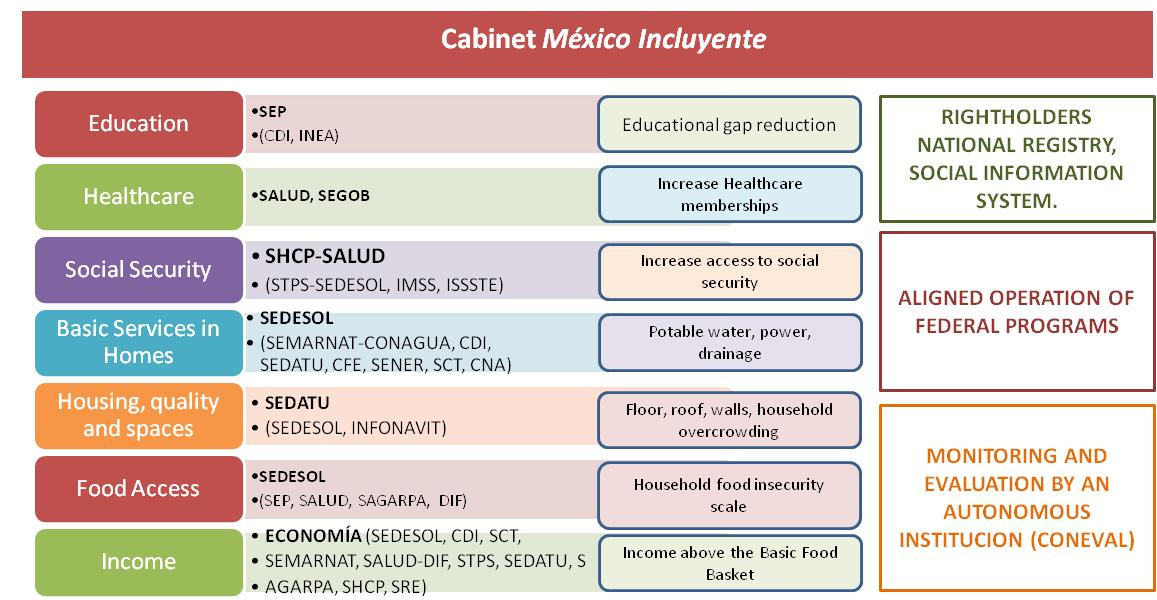 Cabinet México Incluyente
Education
•SEP
•(CDI, INEA)
Educational gap reduction
Healthcare
•SALUD, SEGOB
Increase Healthcare
memberships
Social Security
• SHCP-SALUD
• (STPS-SEDESOL, IMSS, ISSSTE)
Increase access to social
security
Basic Services in
Homes
• SEDESOL
• (SEMARNAT-CONAGUA, CDI,
SEDATU, CFE, SENER, SCT, CNA)
Potable water, power,
drainage
Housing, quality
and spaces
• SEDATU
• (SEDESOL, INFONAVIT)
Floor, roof, walls, household
overcrowding
Food Access
•SEDESOL
•(SEP, SALUD, SAGARPA, DIF)
Household food insecurity
scale
Income
• ECONOMÍA (SEDESOL, CDI, SCT,
• SEMARNAT, SALUD-DIF, STPS, SEDATU, S
• AGARPA, SHCP, SRE)
Income above the Basic Food
Basket
RIGHTHOLDERS
NATIONAL REGISTRY,
SOCIAL INFORMATION
SYSTEM.
ALIGNED OPERATION OF
FEDERAL PROGRAMS
MONITORING AND
EVALUATION BY AN
AUTONOMOUS
INSTITUCION (CONEVAL)